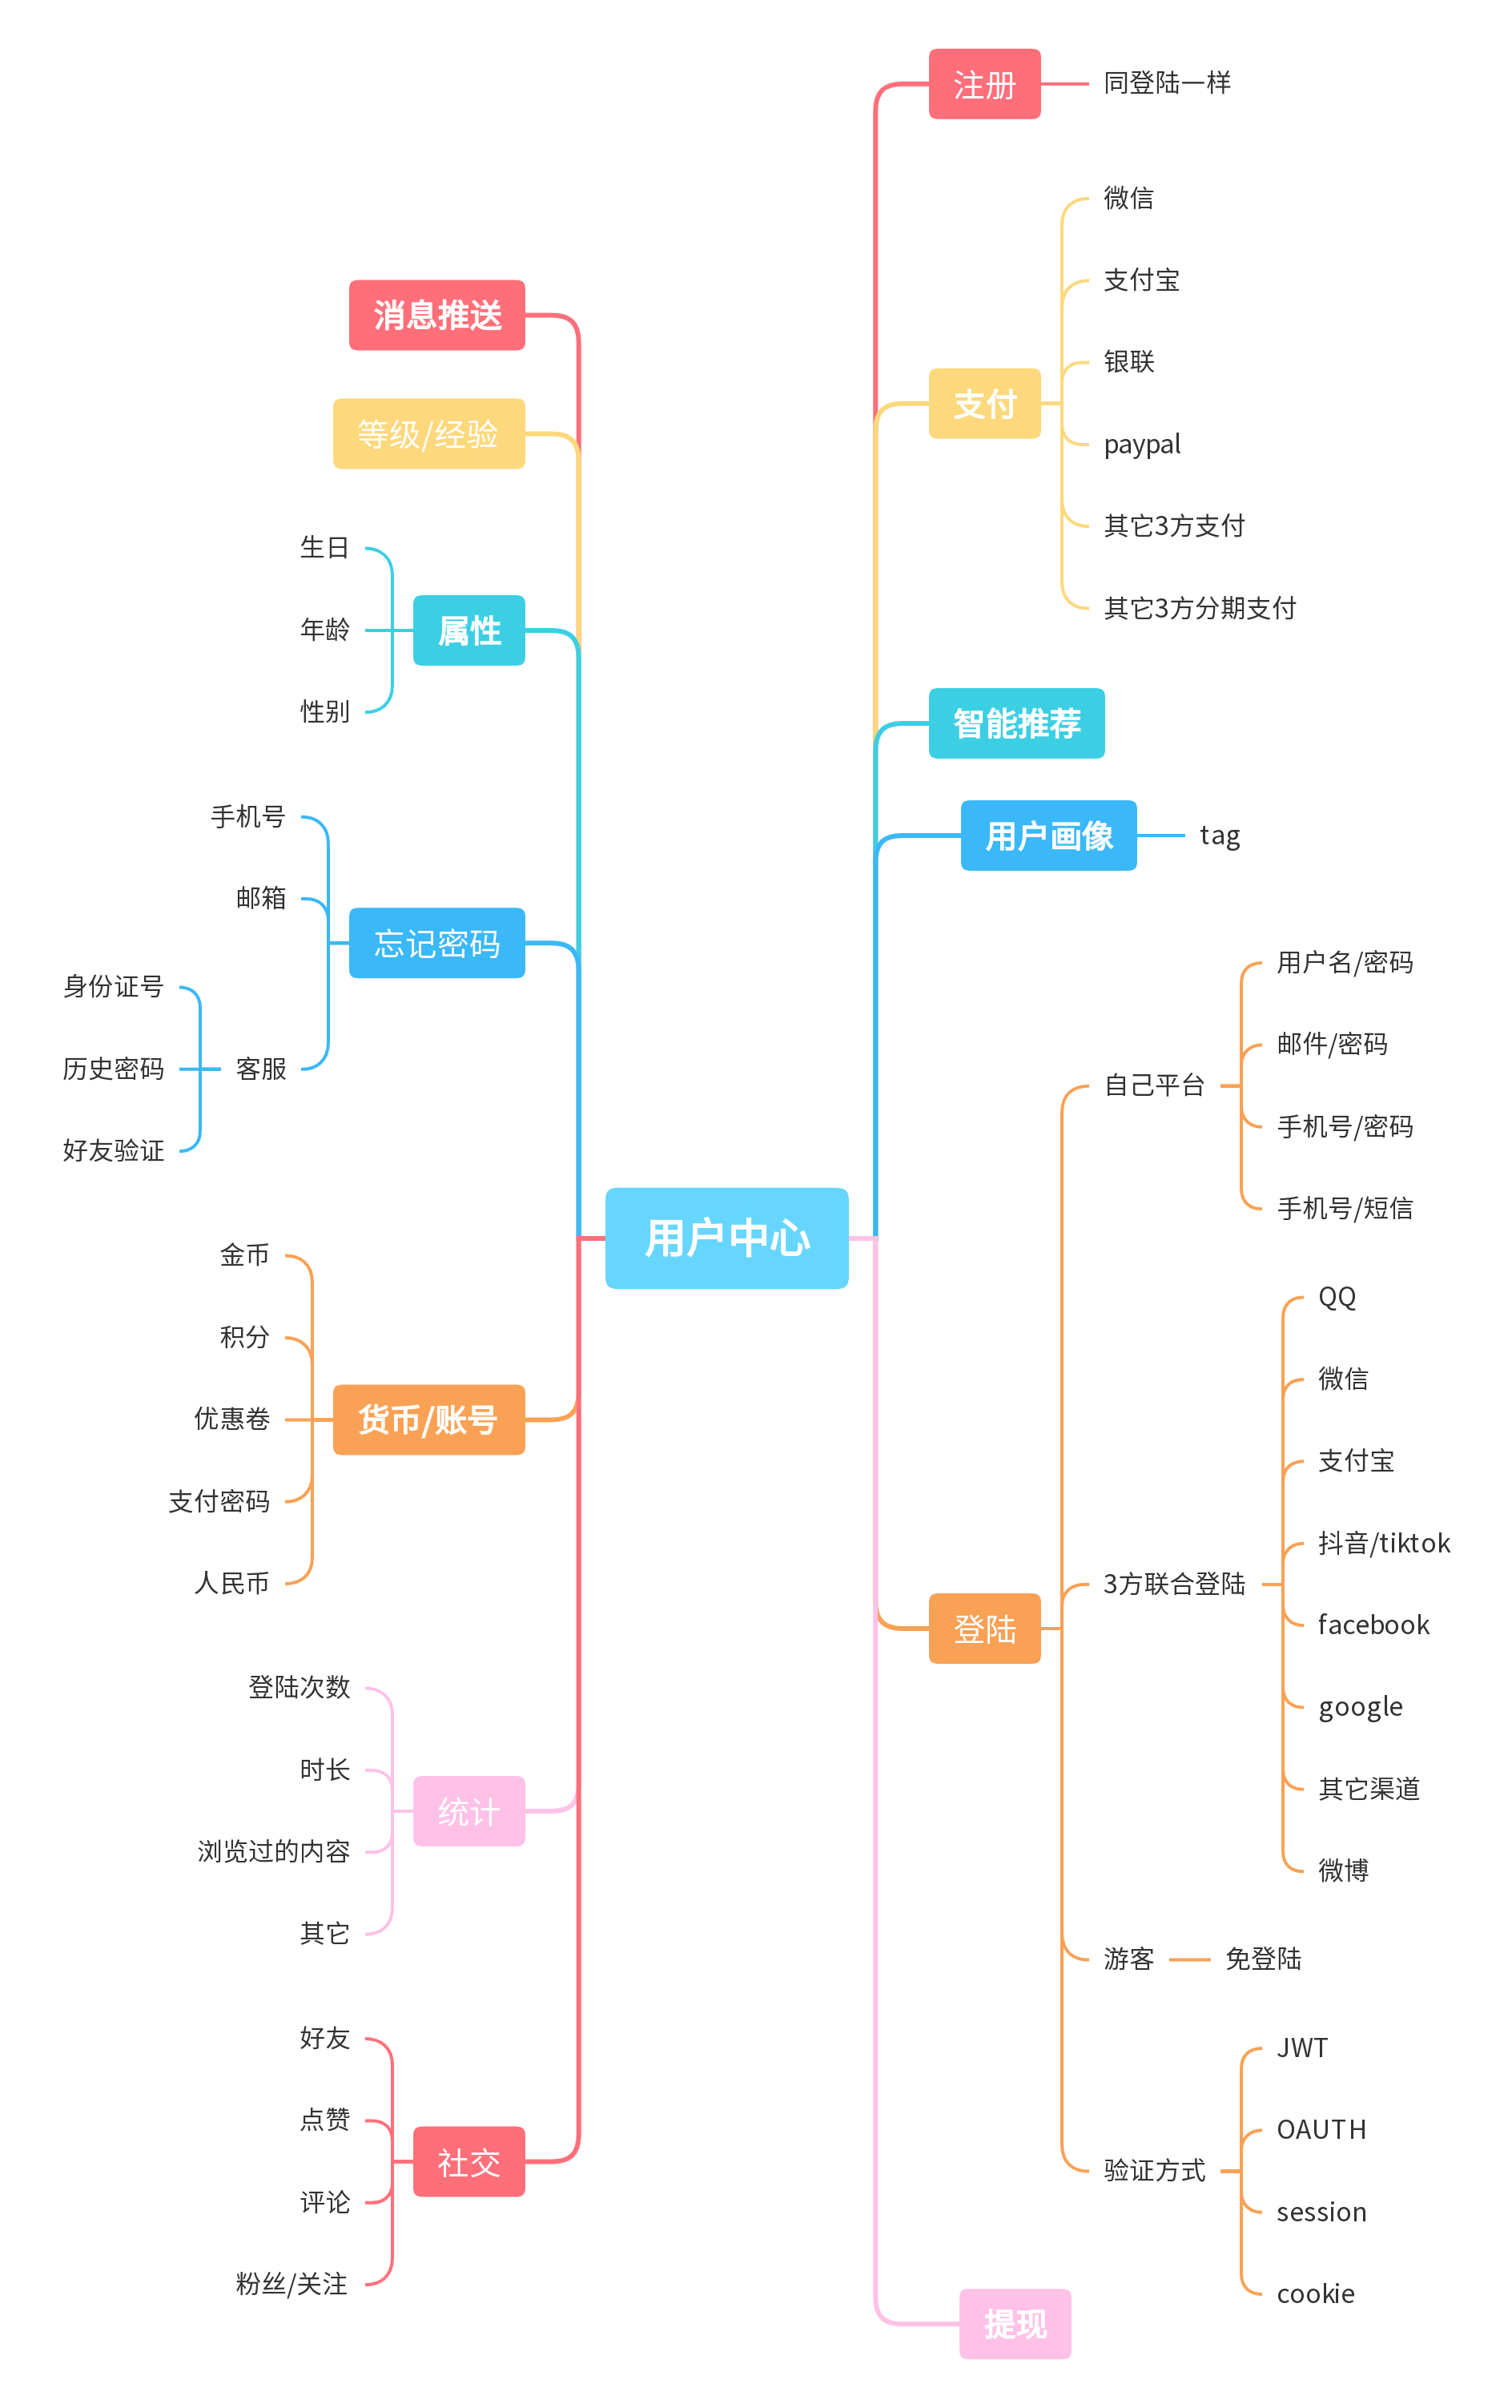 用户中心
注册
同登陆一样
支付
微信
支付宝
银联
paypal
其它3方支付
其它3方分期支付
智能推荐
用户画像
tag
登陆
自己平台
用户名/密码
邮件/密码
手机号/密码
手机号/短信
3方联合登陆
QQ
微信
支付宝
抖音/tiktok
facebook
google
其它渠道
微博
游客
免登陆
验证方式
JWT
OAUTH
session
cookie
提现
消息推送
等级/经验
属性
生日
年龄
性别
忘记密码
手机号
邮箱
客服
身份证号
历史密码
好友验证
货币/账号
金币
积分
优惠卷
支付密码
人民币
统计
登陆次数
时长
浏览过的内容
其它
社交
好友
点赞
评论
粉丝/关注